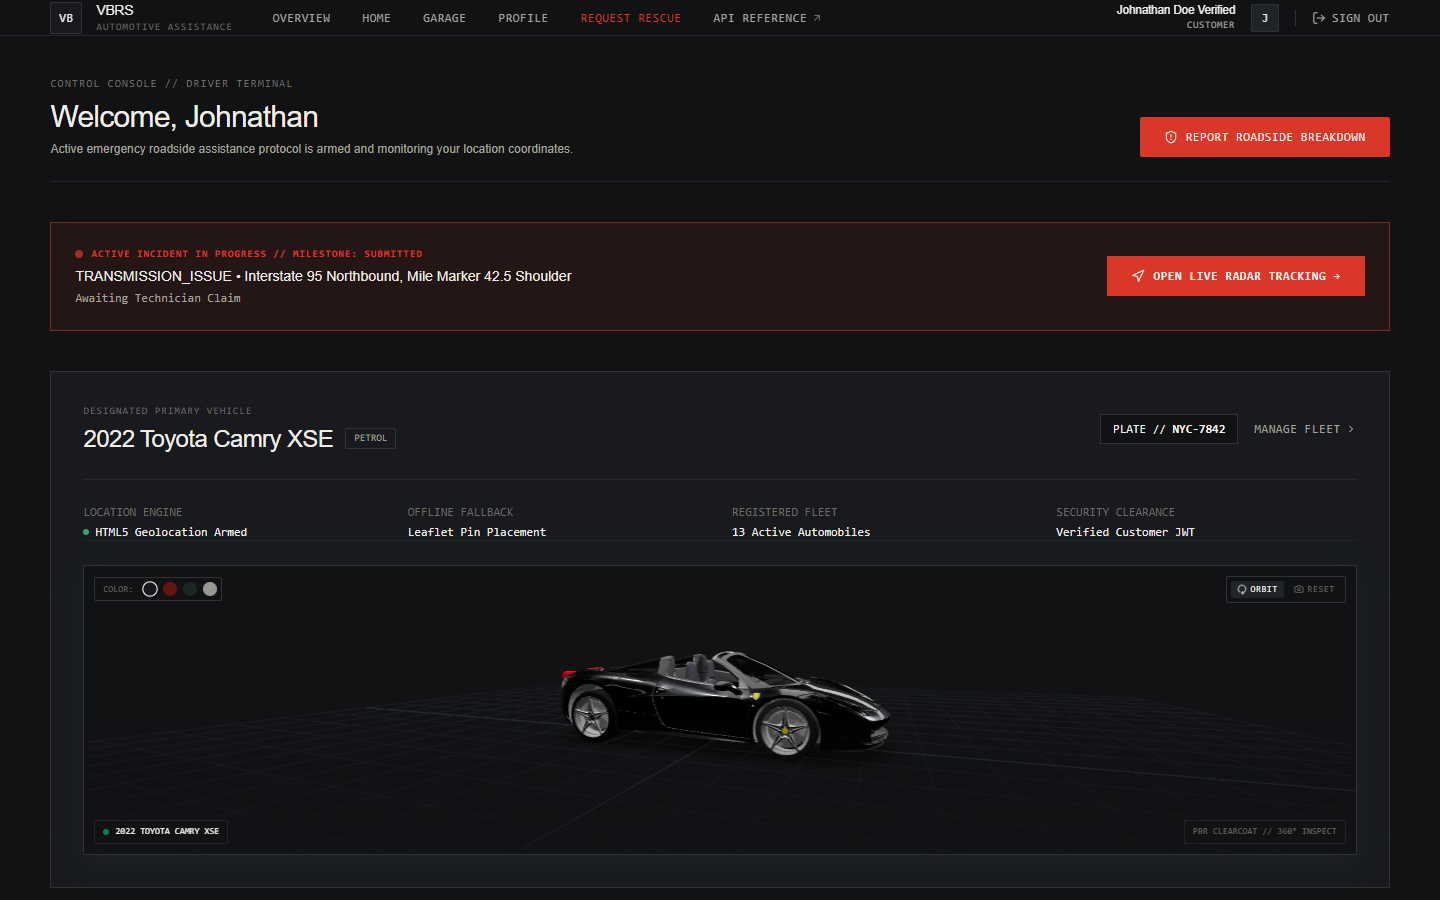 VB
VBRS
AUTOMOTIVE ASSISTANCE
OVERVIEW
HOME
GARAGE
PROFILE
REQUEST RESCUE
API REFERENCE ↗
Johnathan Doe Verified
CUSTOMER
J
SIGN OUT
CONTROL CONSOLE // DRIVER TERMINAL
Welcome, Johnathan
Active emergency roadside assistance protocol is armed and monitoring your location coordinates.
REPORT ROADSIDE BREAKDOWN
ACTIVE INCIDENT IN PROGRESS // MILESTONE: SUBMITTED
TRANSMISSION_ISSUE • Interstate 95 Northbound, Mile Marker 42.5 Shoulder
Awaiting Technician Claim
OPEN LIVE RADAR TRACKING →
DESIGNATED PRIMARY VEHICLE
2022 Toyota Camry XSE
PETROL
PLATE // NYC-7842
MANAGE FLEET >
LOCATION ENGINE
HTML5 Geolocation Armed
OFFLINE FALLBACK
Leaflet Pin Placement
REGISTERED FLEET
13 Active Automobiles
SECURITY CLEARANCE
Verified Customer JWT
COLOR:
ORBIT
RESET
2022 TOYOTA CAMRY XSE
PBR CLEARCOAT // 360° INSPECT